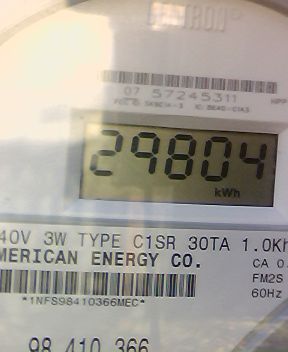 07 57245311
29804
kWh
40V 3W TYPE C1SR 30TA 1.0Kh
MERICAN ENERGY CO.
CA 0.
FM2S
60Hz
*1NFS98410366MEC*
98 410 366